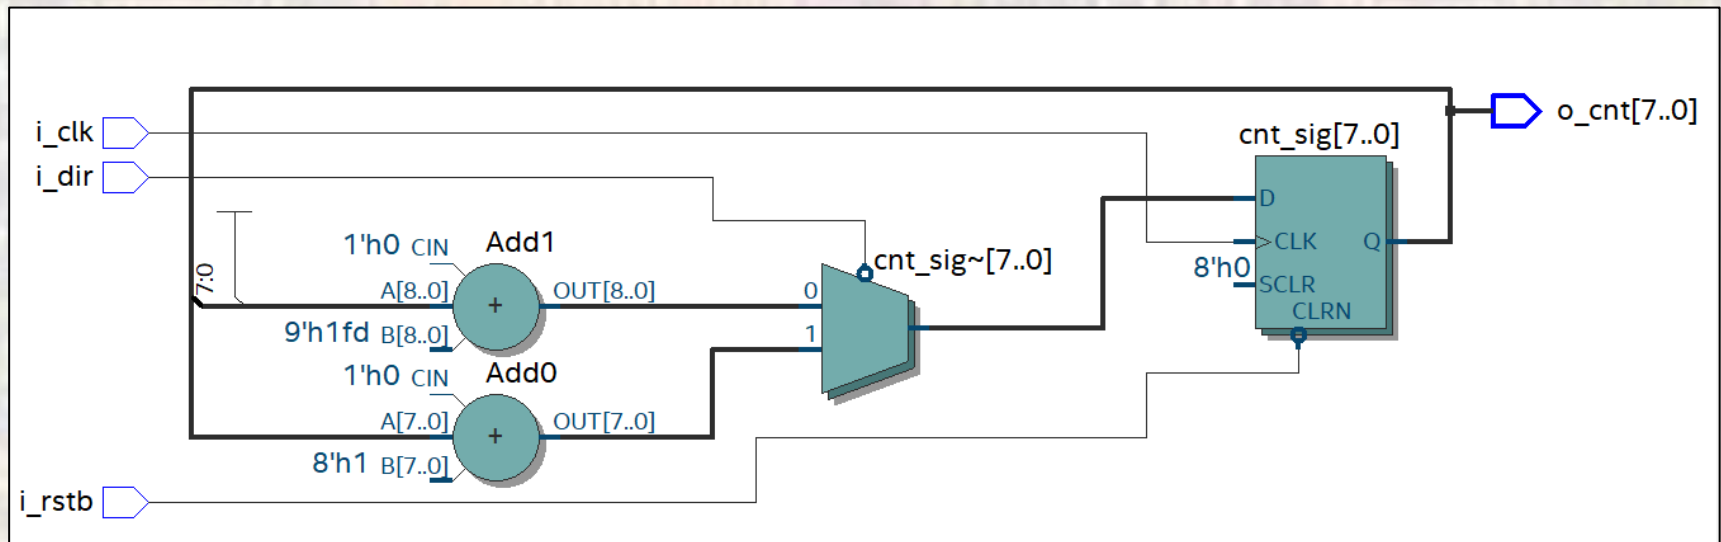 i_clk
i_dir
i_rstb
7:0
1'h0 CIN
Add1
A[8..0]
+
OUT[8..0]
9'h1fd B[8..0]
1'h0 CIN
Add0
A[7..0]
+
OUT[7..0]
8'h1 B[7..0]
cnt_sig~[7..0]
0
1
cnt_sig[7..0]
D
CLK
Q
8'h0
SCLR
CLRN
o_cnt[7..0]